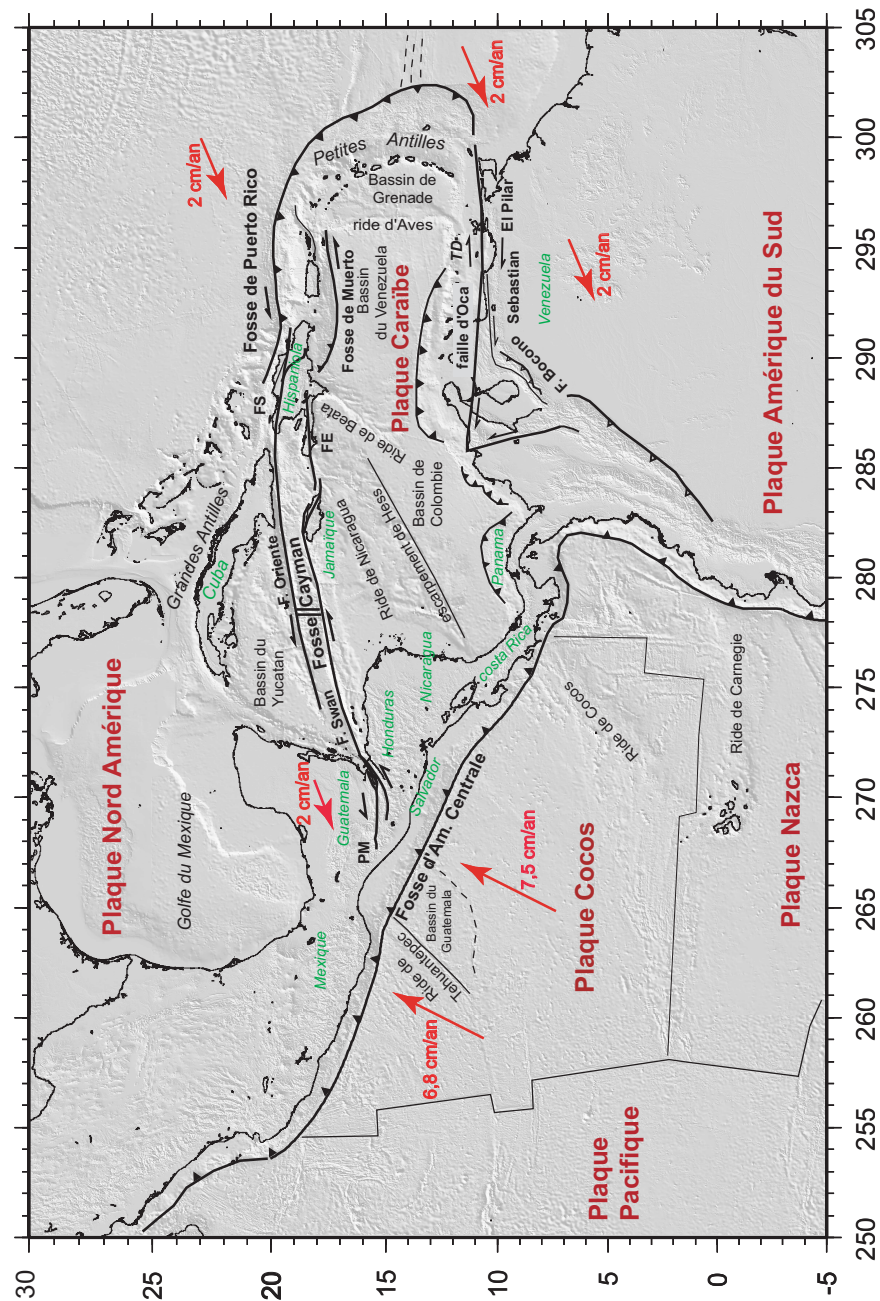 30
25
20
15
10
5
0
-5
250
255
260
265
270
275
280
285
290
295
300
305
Plaque Nord Amérique
Golfe du Mexique
Mexique
2 cm/an
Guatemala
PM
F. Swan
Bassin du
Yucatan
Grandes Antilles
Cuba
F. Oriente
Fosse Cayman
Jamaïque
Honduras
Nicaragua
Salvador
costa Rica
Panama
Ride de Nicaragua
escarpement de Hess
Bassin de
Colombie
Ride de Beata
FS
FE
Hispaniola
Fosse de Puerto Rico
2 cm/an
Fosse de Muerto
Bassin
du Venezuela
Plaque Caraïbe
ride d'Aves
Bassin de
Grenade
Petites Antilles
2 cm/an
TD
faille d'Oca
El Pilar
Sebastian
Venezuela
F. Bocono
2 cm/an
Plaque Amérique du Sud
Fosse d'Am. Centrale
Bassin du
Guatemala
Ride de
Tehuantepec
6,8 cm/an
7,5 cm/an
Plaque Cocos
Ride de Cocos
Ride de Carnegie
Plaque Nazca
Plaque
Pacifique